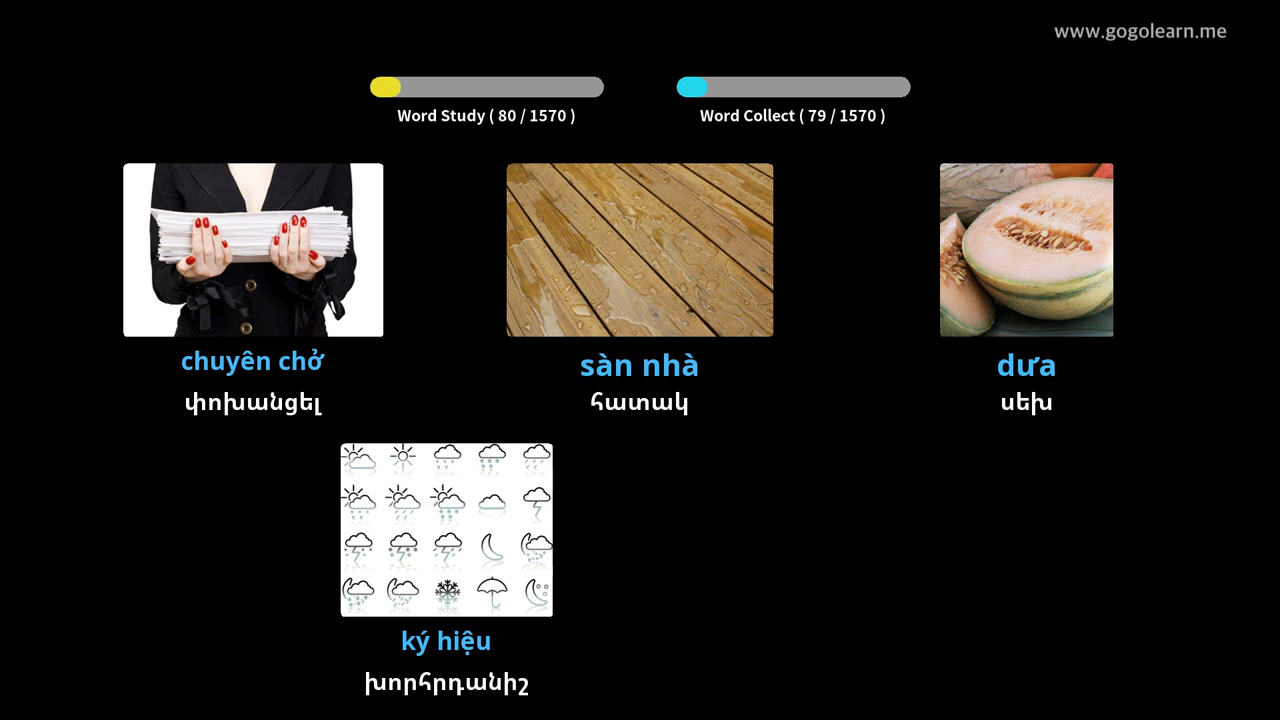 www.gogolearn.me
Word Study ( 80 / 1570 )
Word Collect ( 79 / 1570 )
chuyên chở
փոխանցել
sàn nhà
հատակ
dưa
սեխ
ký hiệu
խորհրդանիշ